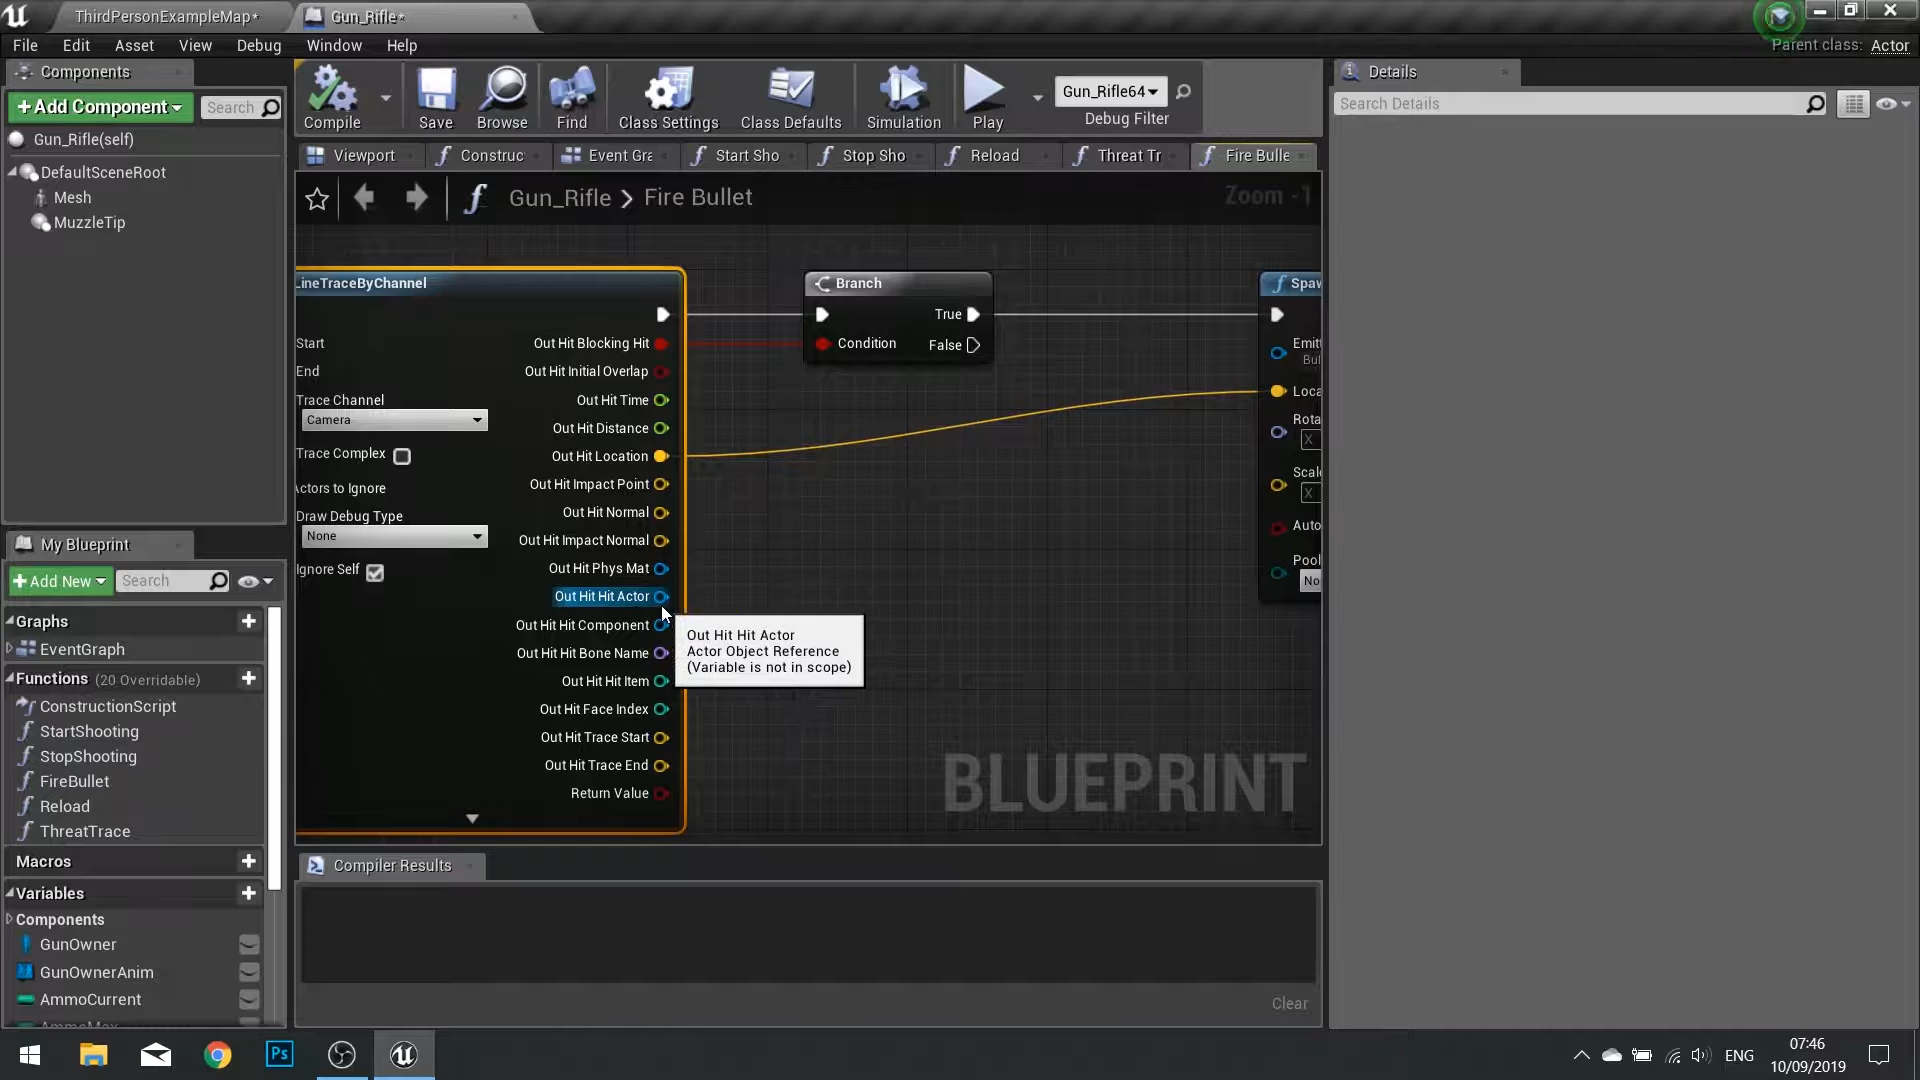 ThirdPersonExampleMap*
Gun_Rifle*
File
Edit
Asset
View
Debug
Window
Help
Parent class: Actor
Components
+Add Component
Search
Gun_Rifle(self)
DefaultSceneRoot
Mesh
MuzzleTip
Compile
Save
Browse
Find
Class Settings
Class Defaults
Simulation
Play
Gun_Rifle64
Debug Filter
Viewport
Construc
Event Gra
Start Sho
Stop Sho
Reload
Threat Tr
Fire Bulle
Gun_Rifle > Fire Bullet
Zoom -1
LineTraceByChannel
Start
End
Trace Channel
Camera
Trace Complex
Actors to Ignore
Draw Debug Type
None
Ignore Self
Out Hit Blocking Hit
Out Hit Initial Overlap
Out Hit Time
Out Hit Distance
Out Hit Location
Out Hit Impact Point
Out Hit Normal
Out Hit Impact Normal
Out Hit Phys Mat
Out Hit Hit Actor
Out Hit Hit Component
Out Hit Hit Bone Name
Out Hit Hit Item
Out Hit Face Index
Out Hit Trace Start
Out Hit Trace End
Return Value
Out Hit Hit Actor
Actor Object Reference
(Variable is not in scope)
Branch
True
Condition
False
Spaw
Emitt
Bul
Loca
Rota
X
Scale
X
Auto
Pool
No
BLUEPRINT
Compiler Results
Clear
Details
Search Details
My Blueprint
+Add New
Search
Graphs
EventGraph
Functions (20 Overridable)
ConstructionScript
StartShooting
StopShooting
FireBullet
Reload
ThreatTrace
Macros
Variables
Components
GunOwner
GunOwnerAnim
AmmoCurrent
AmmoMax
Ps
ENG
07:46
10/09/2019